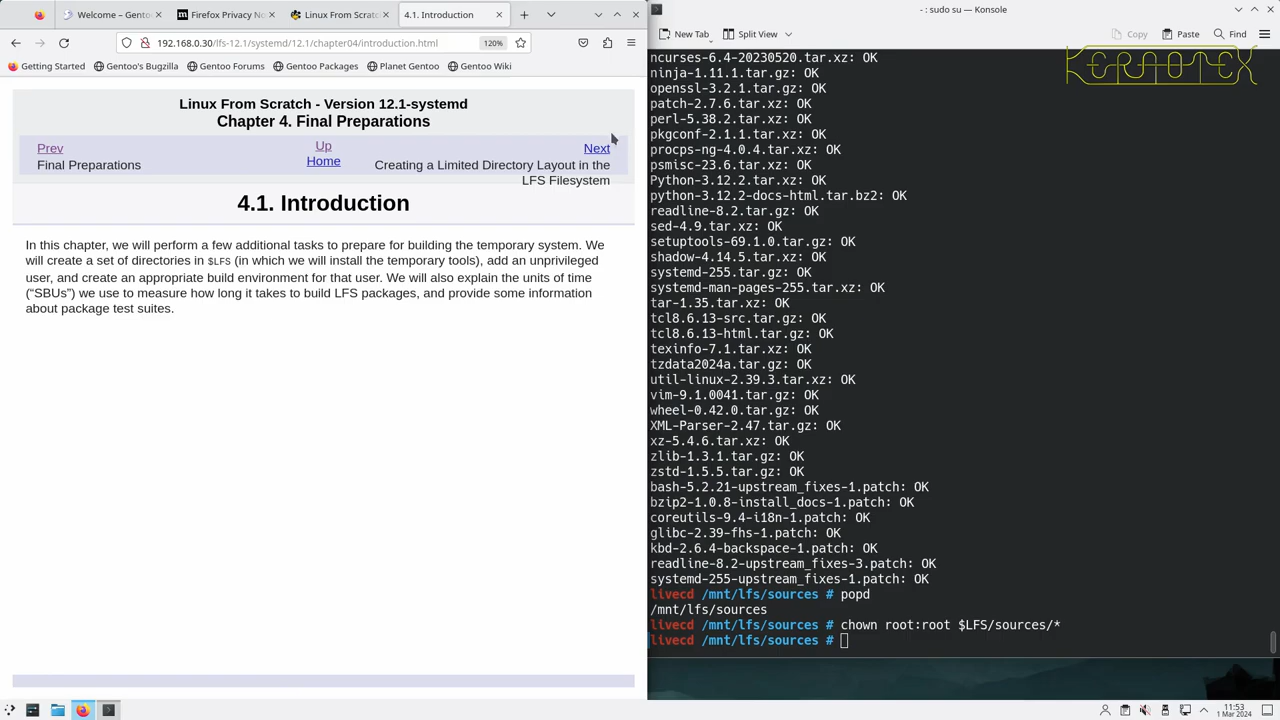 Welcome – Gento
Firefox Privacy No
Linux From Scratc
4.1. Introduction
192.168.0.30/lfs-12.1/systemd/12.1/chapter04/introduction.html
120%
Getting Started
Gentoo's Bugzilla
Gentoo Forums
Gentoo Packages
Planet Gentoo
Gentoo Wiki
Linux From Scratch - Version 12.1-systemd
Chapter 4. Final Preparations
Prev
Up
Next
Final Preparations
Home
Creating a Limited Directory Layout in the
LFS Filesystem
4.1. Introduction
In this chapter, we will perform a few additional tasks to prepare for building the temporary system. We
will create a set of directories in $LFS (in which we will install the temporary tools), add an unprivileged
user, and create an appropriate build environment for that user. We will also explain the units of time
(“SBUs”) we use to measure how long it takes to build LFS packages, and provide some information
about package test suites.
- : sudo su — Konsole
New Tab
Split View
Copy
Paste
Find
KERNOTEX
ncurses-6.4-20230520.tar.xz: OK
ninja-1.11.1.tar.gz: OK
openssl-3.2.1.tar.gz: OK
patch-2.7.6.tar.xz: OK
perl-5.38.2.tar.xz: OK
pkgconf-2.1.1.tar.xz: OK
procps-ng-4.0.4.tar.xz: OK
psmisc-23.6.tar.xz: OK
Python-3.12.2.tar.xz: OK
python-3.12.2-docs-html.tar.bz2: OK
readline-8.2.tar.gz: OK
sed-4.9.tar.xz: OK
setuptools-69.1.0.tar.gz: OK
shadow-4.14.5.tar.xz: OK
systemd-255.tar.gz: OK
systemd-man-pages-255.tar.xz: OK
tar-1.35.tar.xz: OK
tcl8.6.13-src.tar.gz: OK
tcl8.6.13-html.tar.gz: OK
texinfo-7.1.tar.xz: OK
tzdata2024a.tar.gz: OK
util-linux-2.39.3.tar.xz: OK
vim-9.1.0041.tar.gz: OK
wheel-0.42.0.tar.gz: OK
XML-Parser-2.47.tar.gz: OK
xz-5.4.6.tar.xz: OK
zlib-1.3.1.tar.gz: OK
zstd-1.5.5.tar.gz: OK
bash-5.2.21-upstream_fixes-1.patch: OK
bzip2-1.0.8-install_docs-1.patch: OK
coreutils-9.4-i18n-1.patch: OK
glibc-2.39-fhs-1.patch: OK
kbd-2.6.4-backspace-1.patch: OK
readline-8.2-upstream_fixes-3.patch: OK
systemd-255-upstream_fixes-1.patch: OK
livecd /mnt/lfs/sources # popd
/mnt/lfs/sources
livecd /mnt/lfs/sources # chown root:root $LFS/sources/*
livecd /mnt/lfs/sources #
11:53
1 Mar 2024